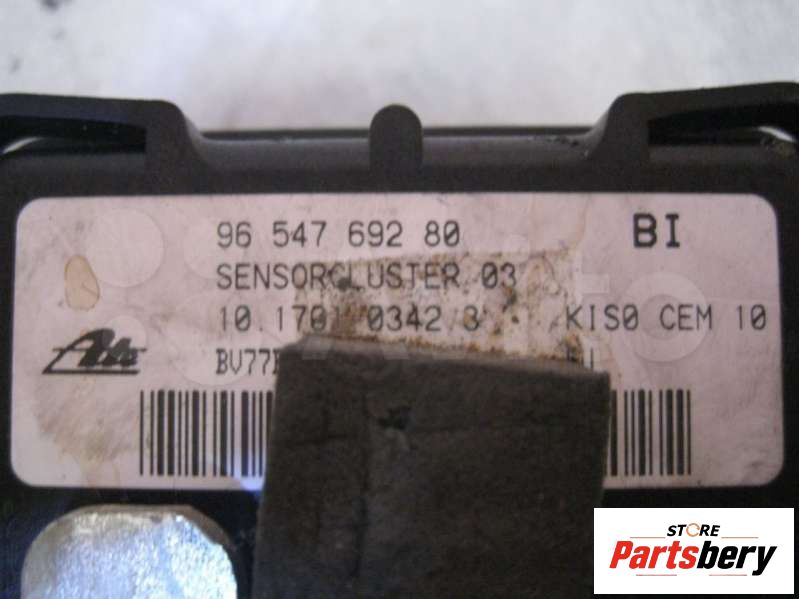 96 547 692 80 BI
SENSORCLUSTER 03
10.1701 0342.3 KIS0 CEM 10
Ate
STORE
Partsbery